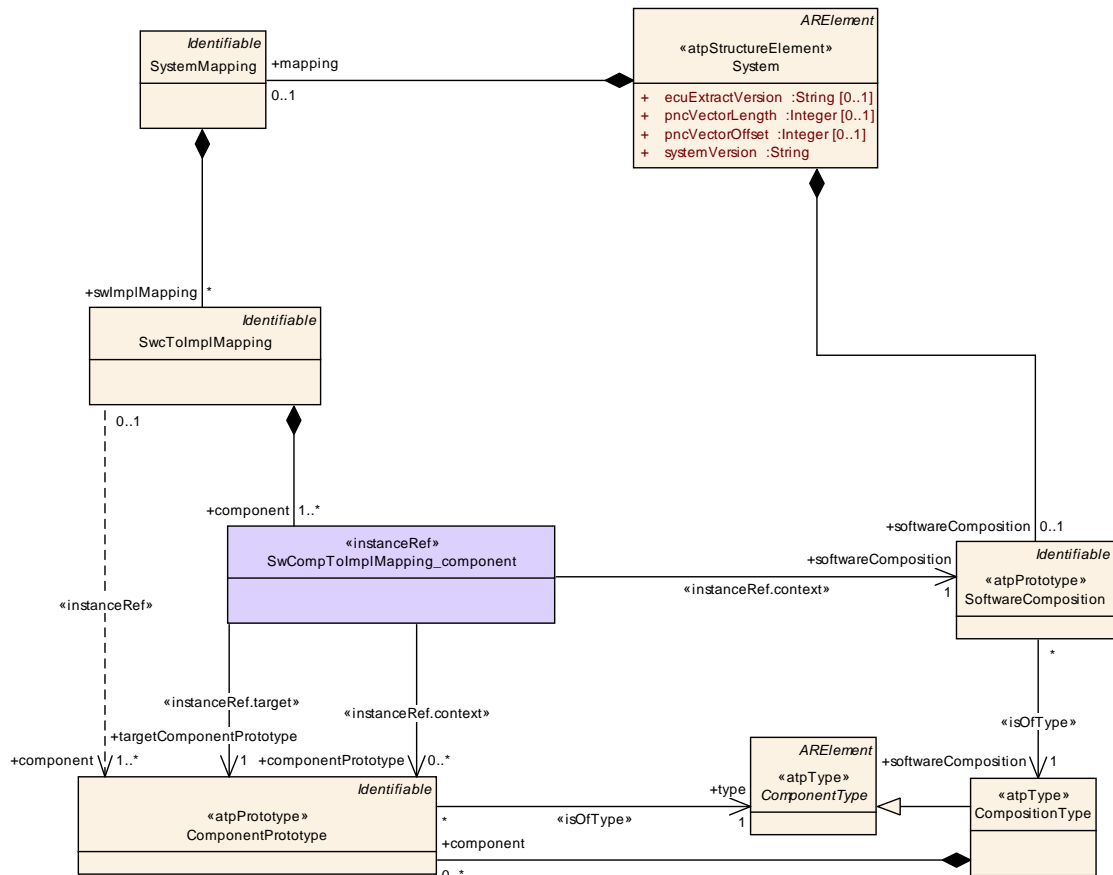 ARElement
«atpStructureElement»
System
+ ecuExtractVersion :String [0..1]
+ pncVectorLength :Integer [0..1]
+ pncVectorOffset :Integer [0..1]
+ systemVersion :String
Identifiable
SystemMapping
+mapping
0..1
+swImplMapping *
Identifiable
SwcToImplMapping
0..1
+component 1..*
«instanceRef»
SwCompToImplMapping_component
+softwareComposition
«instanceRef.context»
1
+softwareComposition 0..1
Identifiable
«atpPrototype»
SoftwareComposition
*
«instanceRef»
«instanceRef.target»
«instanceRef.context»
«isOfType»
+targetComponentPrototype
+component 1..*
1
+componentPrototype 0..*
+softwareComposition 1
Identifiable
«atpPrototype»
ComponentPrototype
+type
*
«isOfType»
1
ARElement
«atpType»
ComponentType
«atpType»
CompositionType
+component
0..*